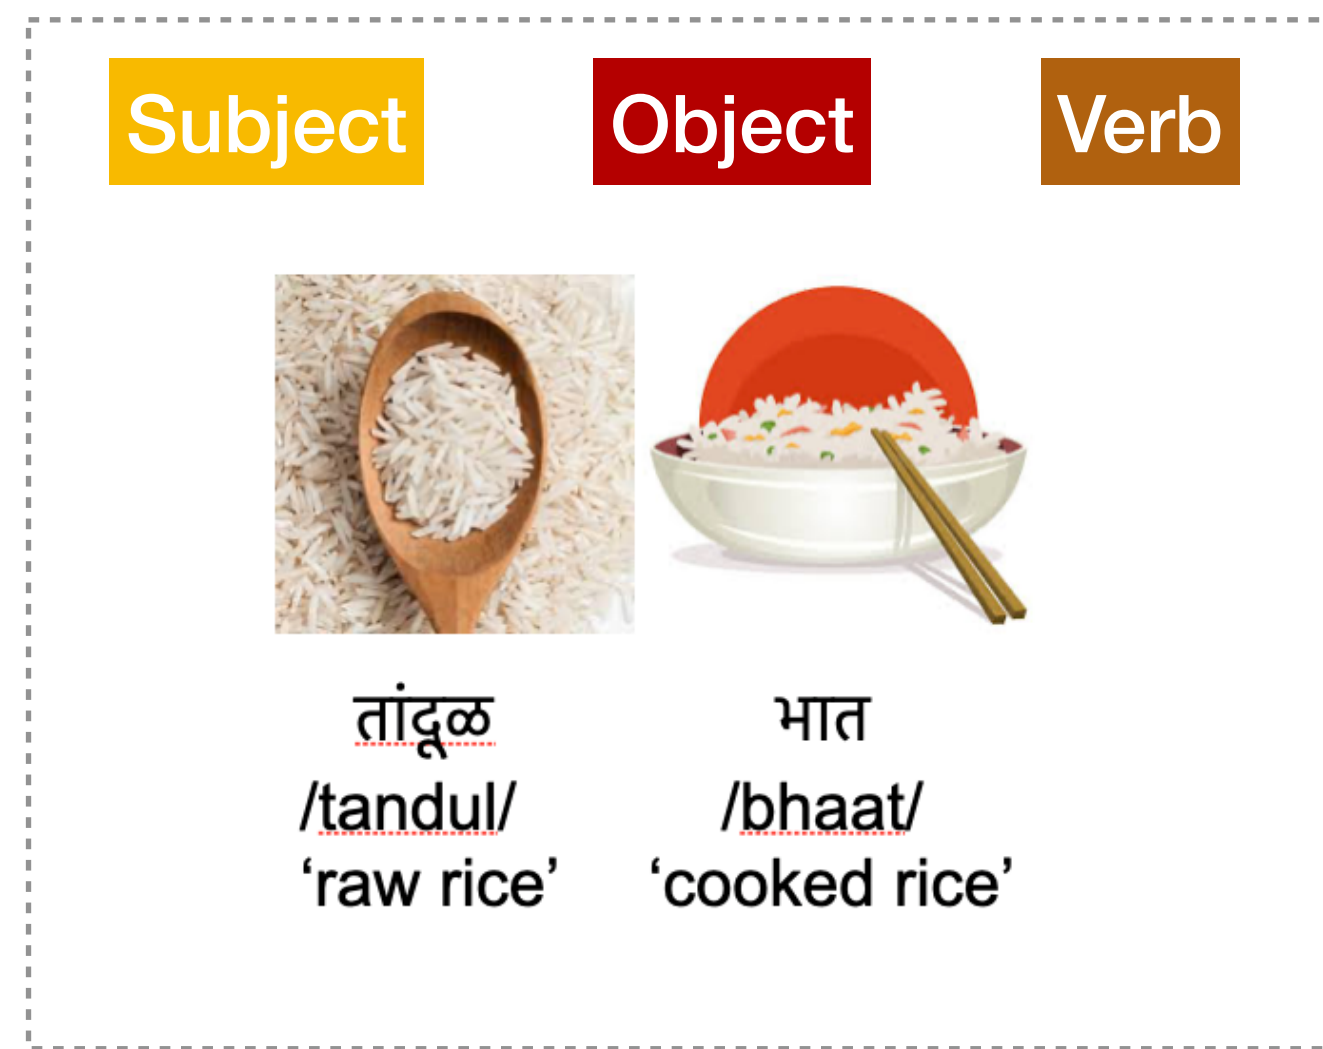 Subject Object Verb
तांदूळ भात
/tandul/ /bhaat/
‘raw rice’ ‘cooked rice’